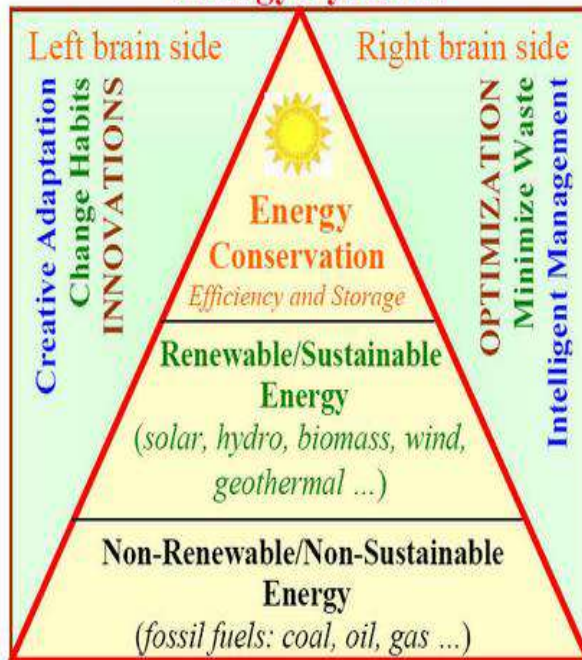 Left brain side
Right brain side
Creative Adaptation
Change Habits
INNOVATIONS
Energy
Conservation
Efficiency and Storage
OPTIMIZATION
Minimize Waste
Intelligent Management
Renewable/Sustainable
Energy
(solar, hydro, biomass, wind,
geothermal ...)
Non-Renewable/Non-Sustainable
Energy
(fossil fuels: coal, oil, gas ...)